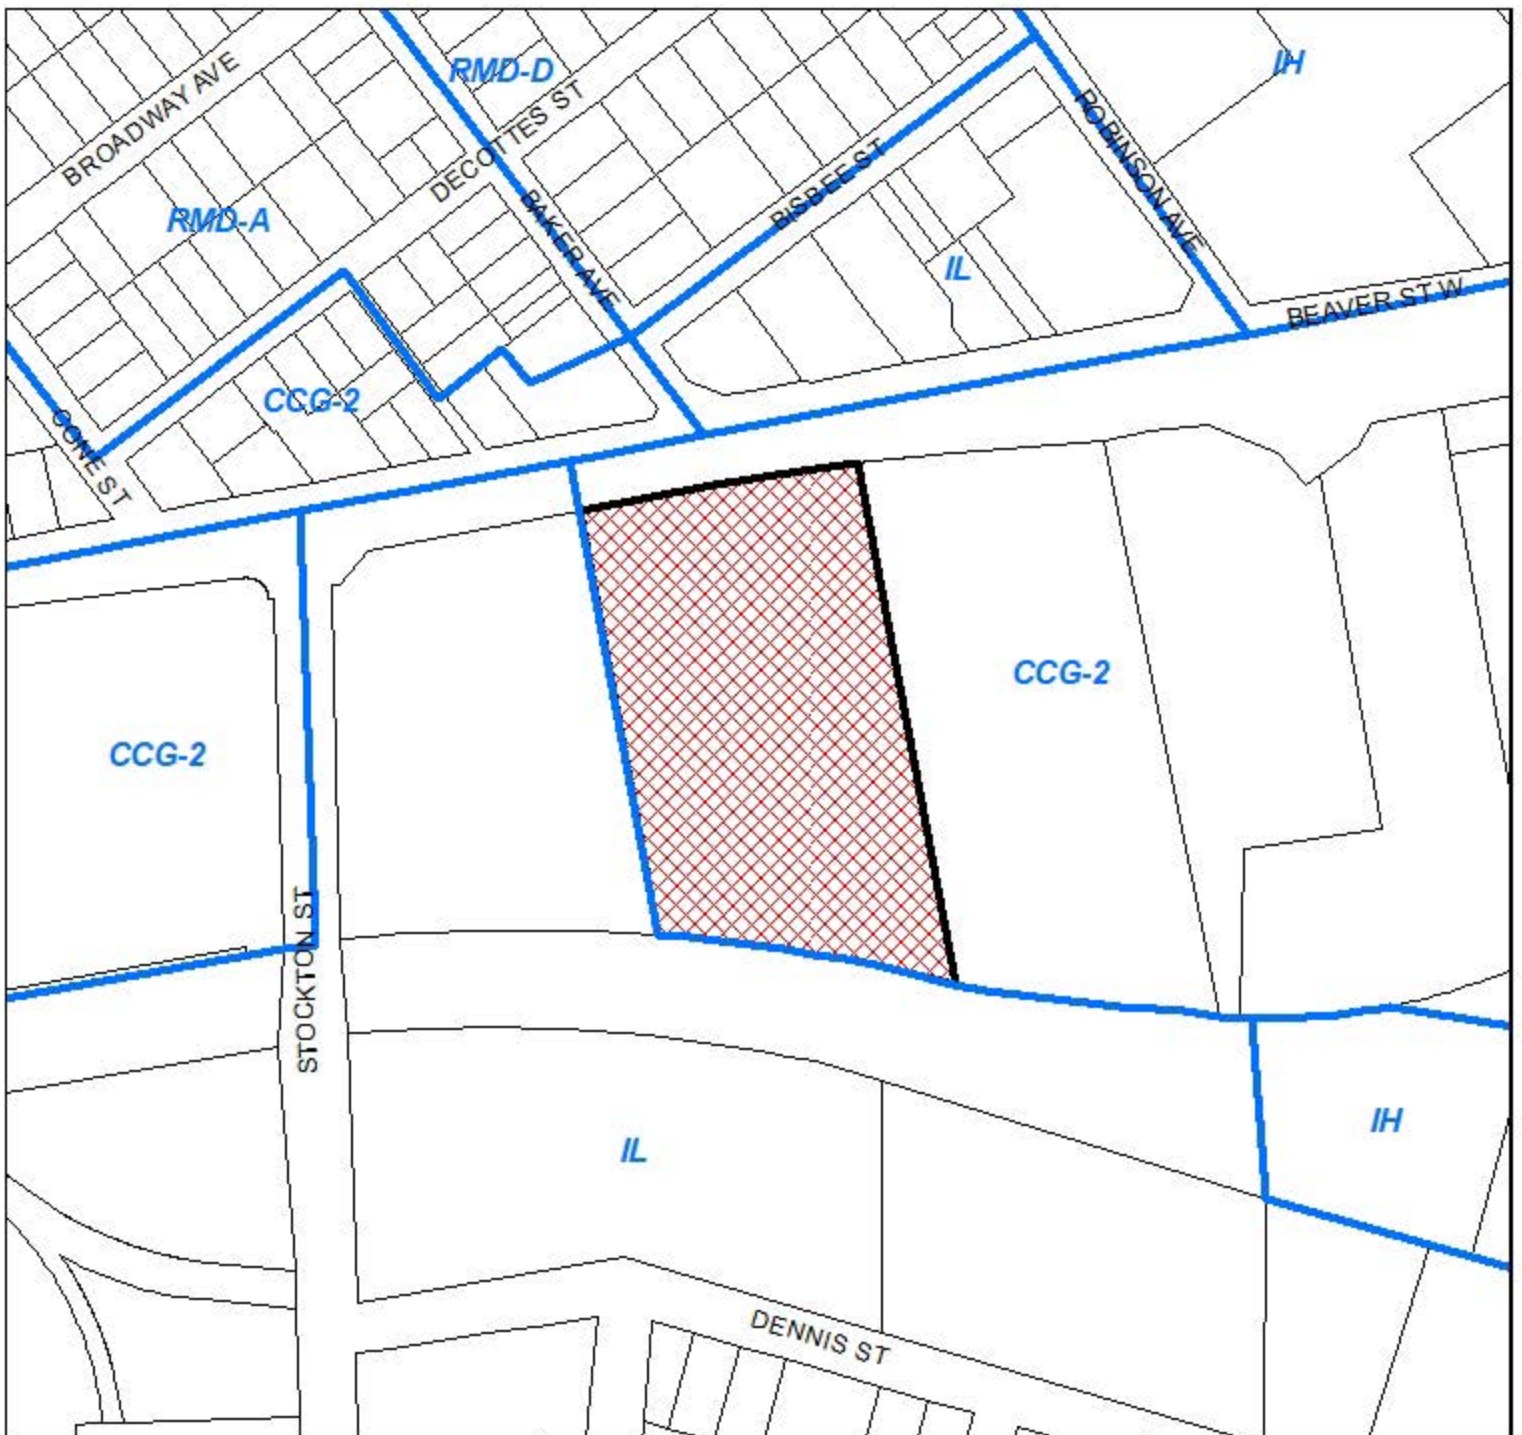 RMD-D
IH
BROADWAY AVE
DECOTTES ST
ROBINSON AVE
BISBEE ST
RMD-A
BAKER AVE
IL
BEAVER ST W
CCG-2
GONE ST
CCG-2
CCG-2
STOCKTON ST
IH
IL
DENNIS ST